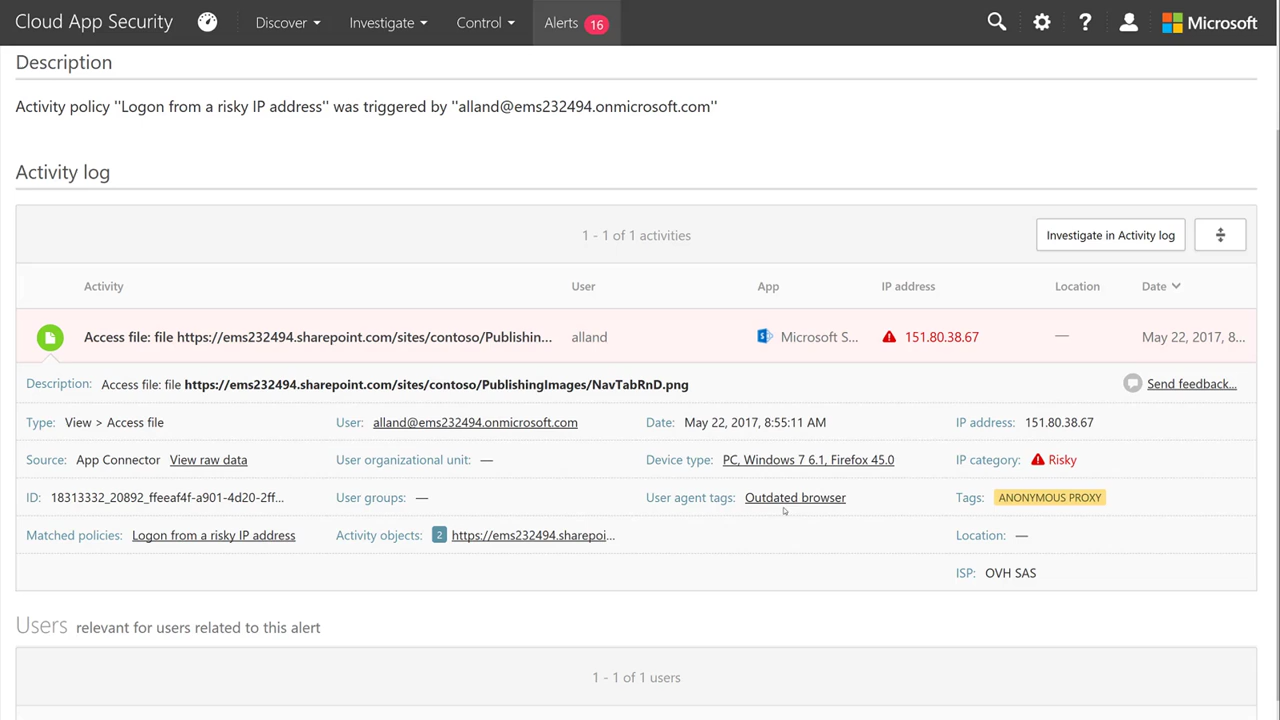 Cloud App Security Discover Investigate Control Alerts 16 ? Microsoft
Description
Activity policy "Logon from a risky IP address" was triggered by "alland@ems232494.onmicrosoft.com"
Activity log
1 - 1 of 1 activities Investigate in Activity log
Activity User App IP address Location Date
Access file: file https://ems232494.sharepoint.com/sites/contoso/Publishin... alland Microsoft S... 151.80.38.67 — May 22, 2017, 8...
Description: Access file: file https://ems232494.sharepoint.com/sites/contoso/PublishingImages/NavTabRnD.png Send feedback...
Type: View > Access file User: alland@ems232494.onmicrosoft.com Date: May 22, 2017, 8:55:11 AM IP address: 151.80.38.67
Source: App Connector View raw data User organizational unit: — Device type: PC, Windows 7 6.1, Firefox 45.0 IP category: Risky
ID: 18313332_20892_ffeeaf4f-a901-4d20-2ff... User groups: — User agent tags: Outdated browser Tags: ANONYMOUS PROXY
Matched policies: Logon from a risky IP address Activity objects: 2 https://ems232494.sharepoi... Location: —
ISP: OVH SAS
Users relevant for users related to this alert
1 - 1 of 1 users